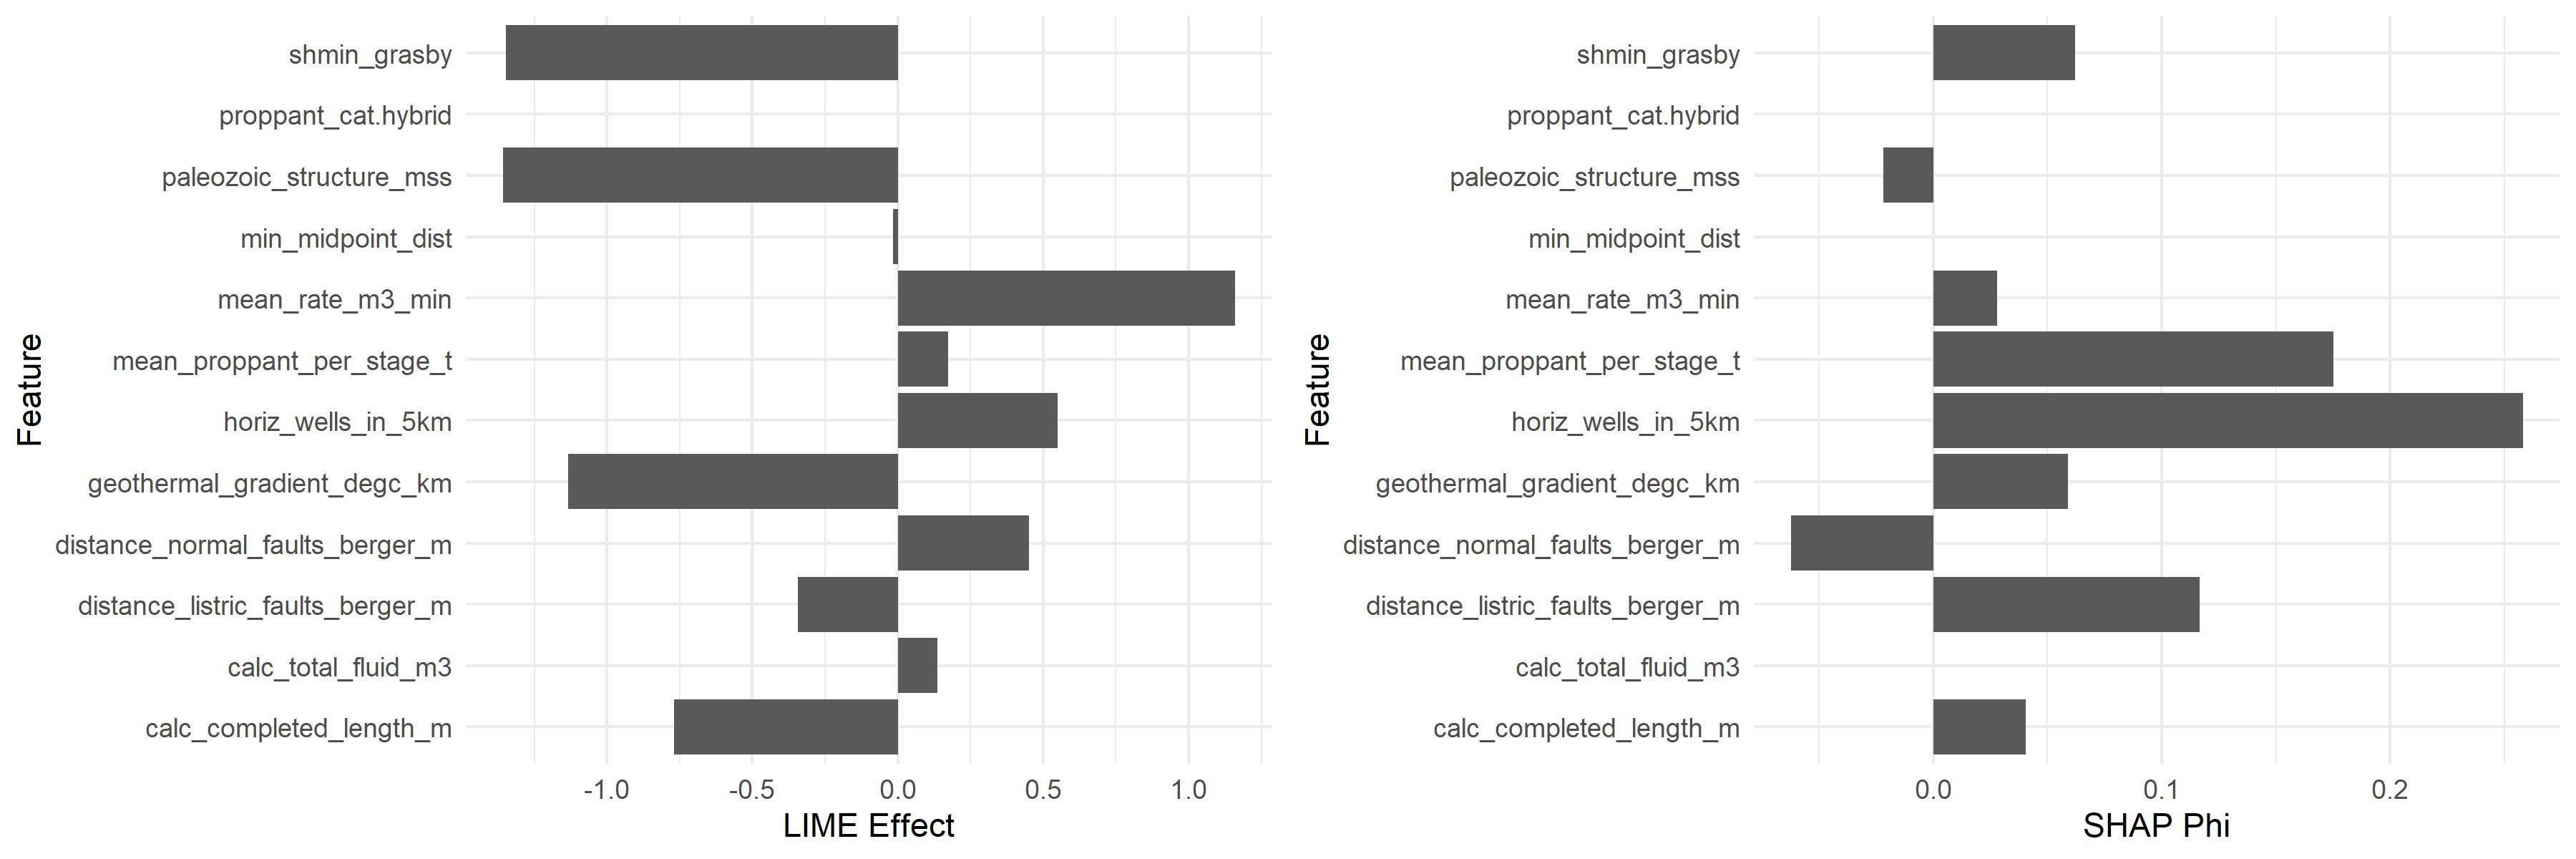 Feature
shmin_grasby
proppant_cat.hybrid
paleozoic_structure_mss
min_midpoint_dist
mean_rate_m3_min
mean_proppant_per_stage_t
horiz_wells_in_5km
geothermal_gradient_degc_km
distance_normal_faults_berger_m
distance_listric_faults_berger_m
calc_total_fluid_m3
calc_completed_length_m
-1.0 -0.5 0.0 0.5 1.0
LIME Effect
Feature
shmin_grasby
proppant_cat.hybrid
paleozoic_structure_mss
min_midpoint_dist
mean_rate_m3_min
mean_proppant_per_stage_t
horiz_wells_in_5km
geothermal_gradient_degc_km
distance_normal_faults_berger_m
distance_listric_faults_berger_m
calc_total_fluid_m3
calc_completed_length_m
0.0 0.1 0.2
SHAP Phi